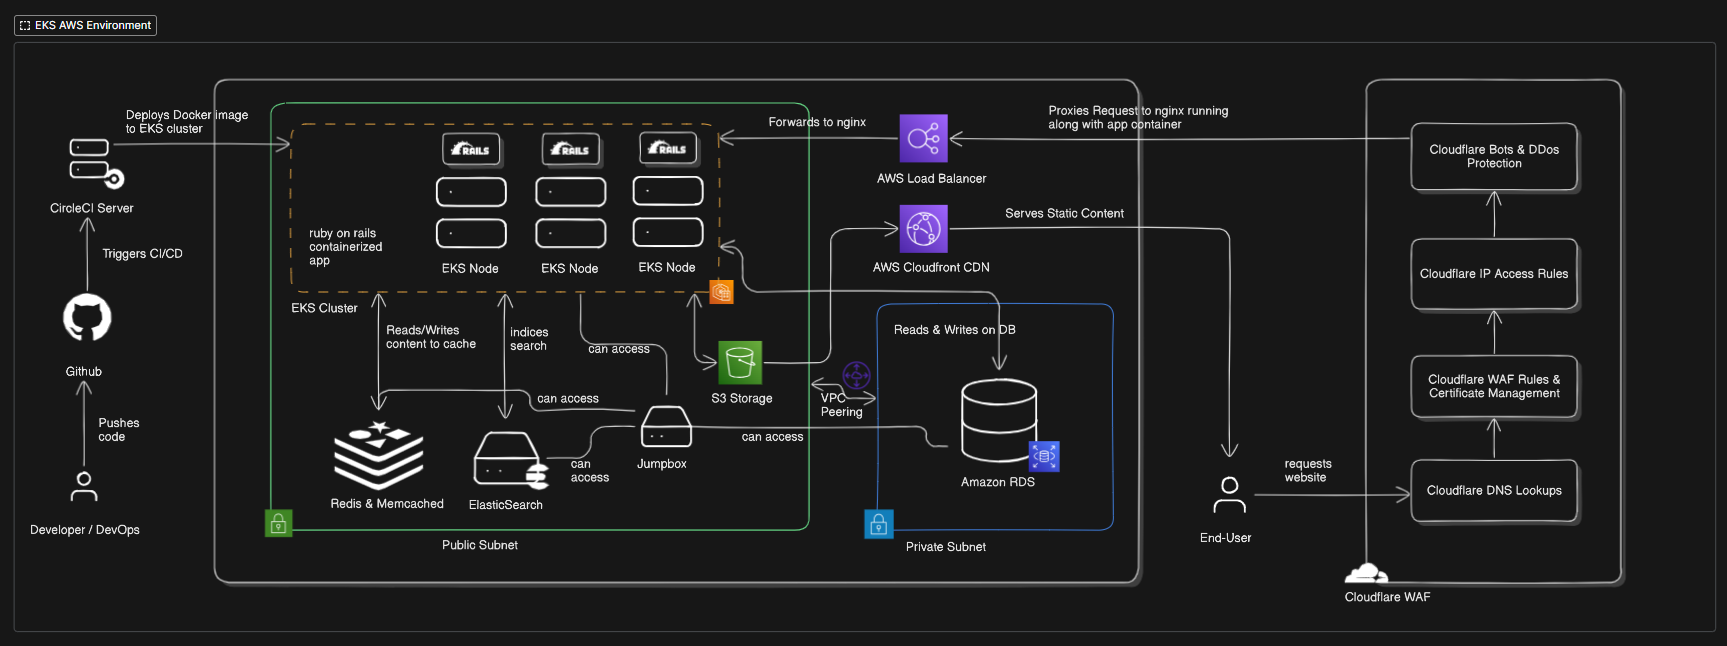 EKS AWS Environment
Deploys Docker image
to EKS cluster
CircleCI Server
Triggers CI/CD
Github
Pushes
code
Developer / DevOps
RAILS
RAILS
RAILS
ruby on rails
containerized
app
EKS Node
EKS Node
EKS Node
EKS Cluster
Reads/Writes
content to cache
indices
search
can access
can access
can access
can
access
Redis & Memcached
ElasticSearch
Jumpbox
S3 Storage
Public Subnet
VPC
Peering
Reads & Writes on DB
Amazon RDS
Private Subnet
Forwards to nginx
AWS Load Balancer
Proxies Request to nginx running
along with app container
AWS Cloudfront CDN
Serves Static Content
End-User
requests
website
Cloudflare Bots & DDos
Protection
Cloudflare IP Access Rules
Cloudflare WAF Rules &
Certificate Management
Cloudflare DNS Lookups
Cloudflare WAF